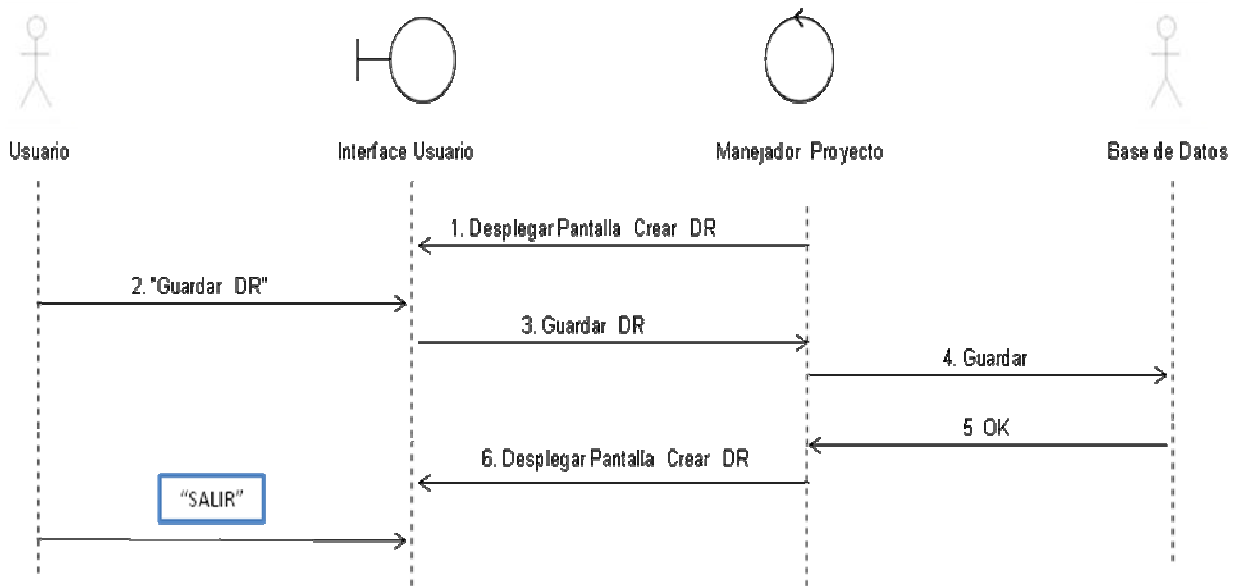 Usuario
Interface Usuario
Manejador Proyecto
Base de Datos
1. Desplegar Pantalla Crear DR
2. "Guardar DR"
3. Guardar DR
4. Guardar
5 OK
6. Desplegar Pantalla Crear DR
“SALIR”